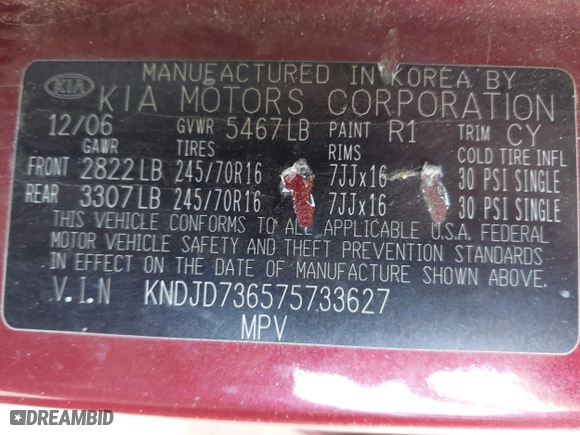 MANUFACTURED IN KOREA BY
KIA
KIA MOTORS CORPORATION
12/06 GVWR 5467LB PAINT R1 TRIM CY
GAWR TIRES RIMS COLD TIRE INFL
FRONT 2822LB 245/70R16 7JJx16 30 PSI SINGLE
REAR 3307LB 245/70R16 7JJx16 30 PSI SINGLE
THIS VEHICLE CONFORMS TO ALL APPLICABLE U.S.A. FEDERAL
MOTOR VEHICLE SAFETY AND THEFT PREVENTION STANDARDS
IN EFFECT ON THE DATE OF MANUFACTURE SHOWN ABOVE.
V.I.N KNDJD736575733627
MPV
DREAMBID